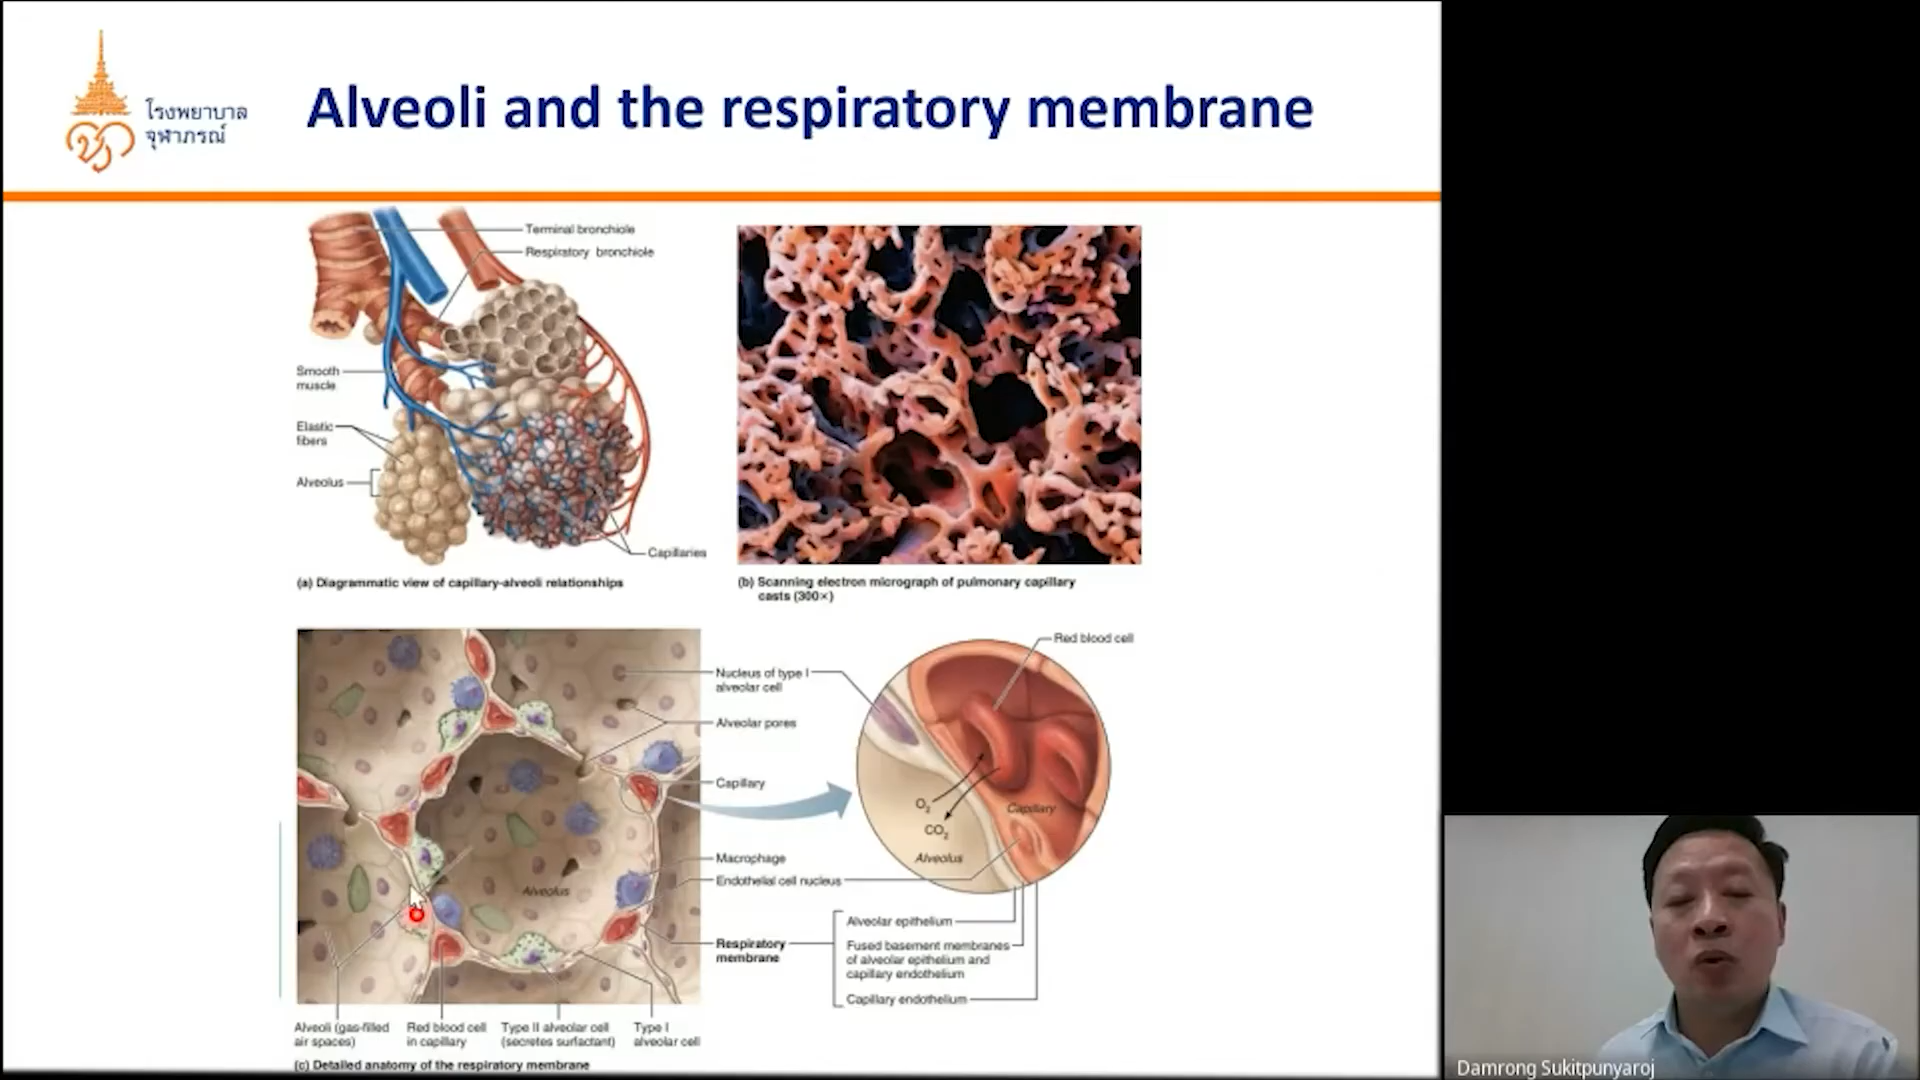 โรงพยาบาล
จุฬาภรณ์
Alveoli and the respiratory membrane
Terminal bronchiole
Respiratory bronchiole
Smooth
muscle
Elastic
fibers
Alveolus
Capillaries
(a) Diagrammatic view of capillary-alveoli relationships
(b) Scanning electron micrograph of pulmonary capillary
casts (300×)
Red blood cell
Nucleus of type I
alveolar cell
Alveolar pores
Capillary
O2
CO2
Capillary
Alveolus
Macrophage
Endothelial cell nucleus
Alveolus
Respiratory
membrane
Alveolar epithelium
Fused basement membranes
of alveolar epithelium and
capillary endothelium
Capillary endothelium
Alveoli (gas-filled
air spaces)
Red blood cell
in capillary
Type II alveolar cell
(secretes surfactant)
Type I
alveolar cell
(c) Detailed anatomy of the respiratory membrane
Damrong Sukitpunyaroj